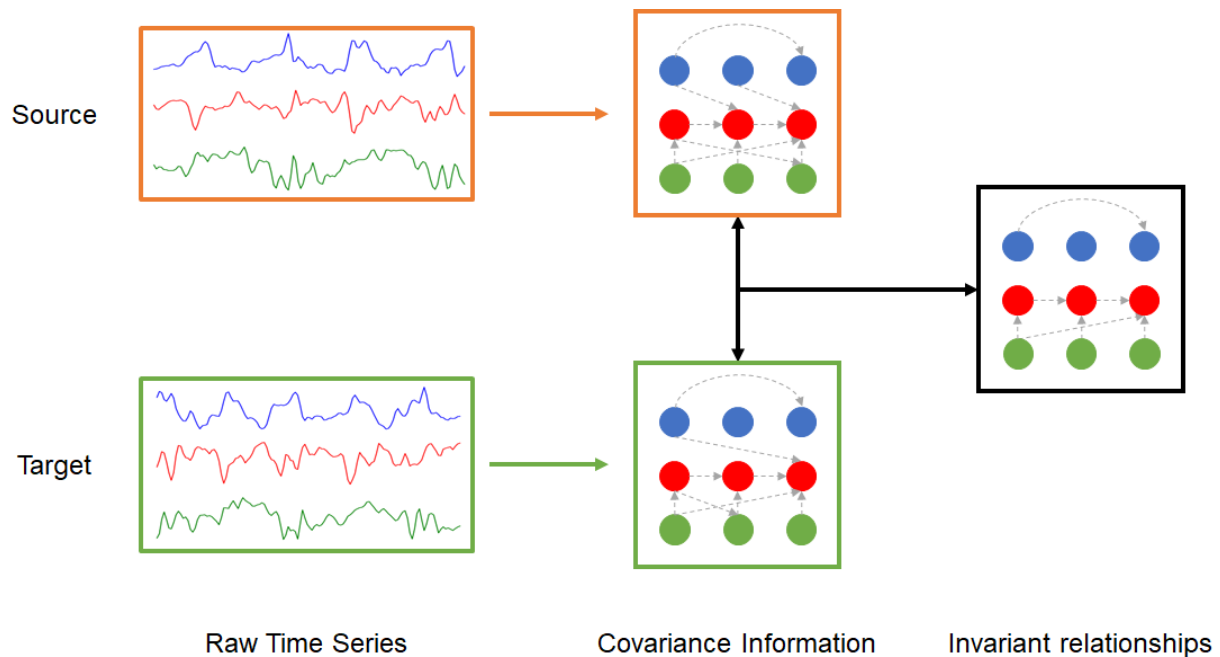 Source
Target
Raw Time Series
Covariance Information
Invariant relationships